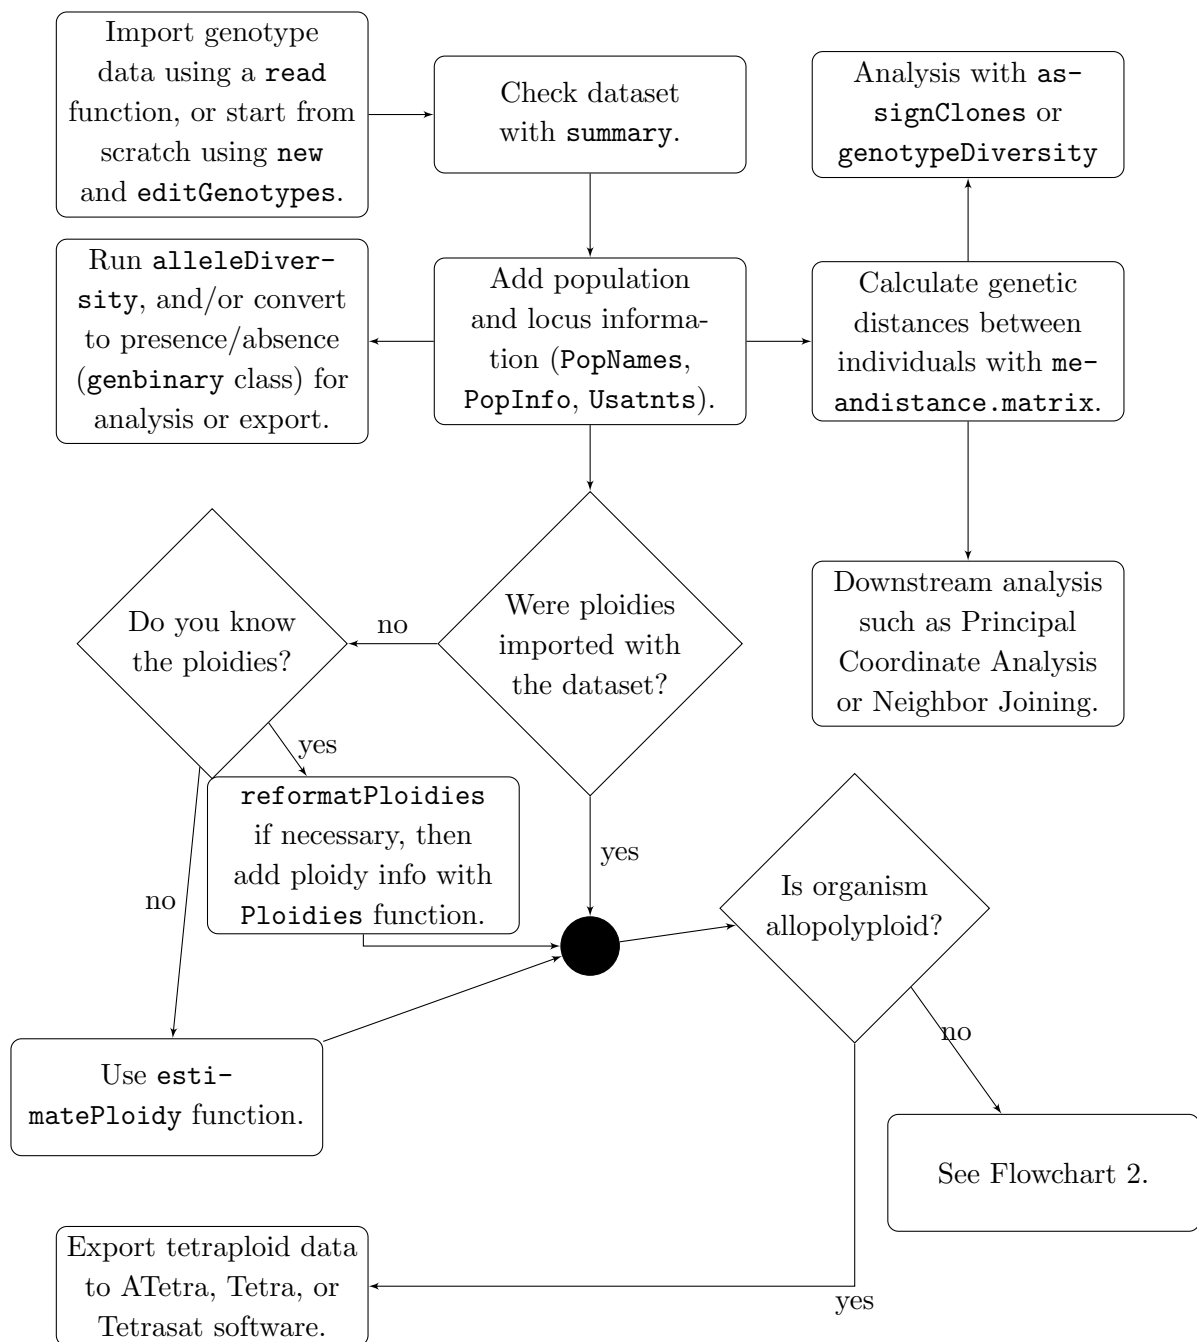 Import genotype
data using a read
function, or start from
scratch using new
and editGenotypes.
Check dataset
with summary.
Analysis with as-
signClones or
genotypeDiversity
Run alleleDiver-
sity, and/or convert
to presence/absence
(genbinary class) for
analysis or export.
Add population
and locus informa-
tion (PopNames,
PopInfo, Usatnts).
Calculate genetic
distances between
individuals with me-
andistance.matrix.
Do you know
the ploidies?
no
Were ploidies
imported with
the dataset?
Downstream analysis
such as Principal
Coordinate Analysis
or Neighbor Joining.
yes
reformatPloidies
if necessary, then
add ploidy info with
Ploidies function.
yes
no
Is organism
allopolyploid?
no
Use esti-
matePloidy function.
See Flowchart 2.
Export tetraploid data
to ATetra, Tetra, or
Tetrasat software.
yes